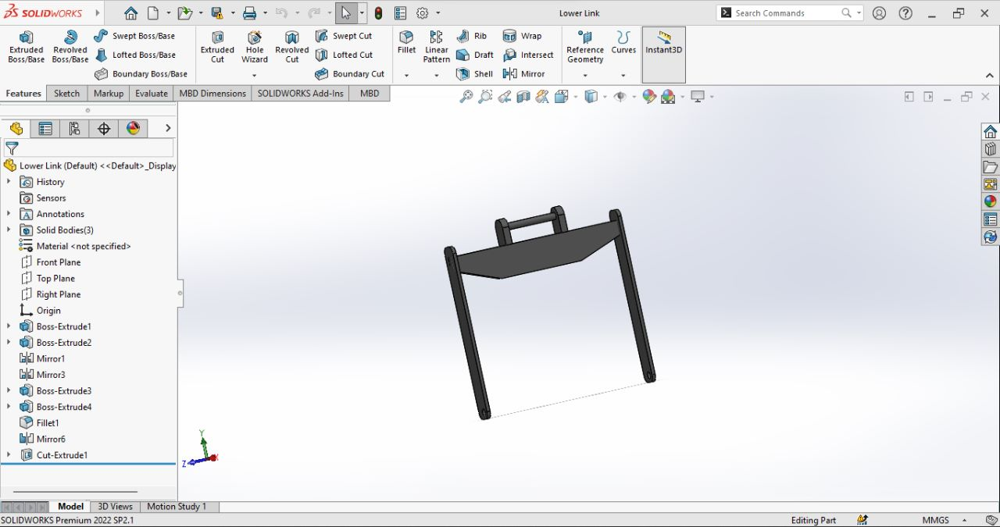 SOLIDWORKS
Lower Link
Search Commands
Extruded Boss/Base
Revolved Boss/Base
Swept Boss/Base
Lofted Boss/Base
Boundary Boss/Base
Extruded Cut
Hole Wizard
Revolved Cut
Swept Cut
Lofted Cut
Boundary Cut
Fillet
Linear Pattern
Rib
Draft
Shell
Wrap
Intersect
Mirror
Reference Geometry
Curves
Instant3D
Features
Sketch
Markup
Evaluate
MBD Dimensions
SOLIDWORKS Add-Ins
MBD
Lower Link (Default) <<Default>_Display
History
Sensors
Annotations
Solid Bodies(3)
Material <not specified>
Front Plane
Top Plane
Right Plane
Origin
Boss-Extrude1
Boss-Extrude2
Mirror1
Mirror3
Boss-Extrude3
Boss-Extrude4
Fillet1
Mirror6
Cut-Extrude1
Y
Z
X
Model
3D Views
Motion Study 1
SOLIDWORKS Premium 2022 SP2.1
Editing Part
MMGS